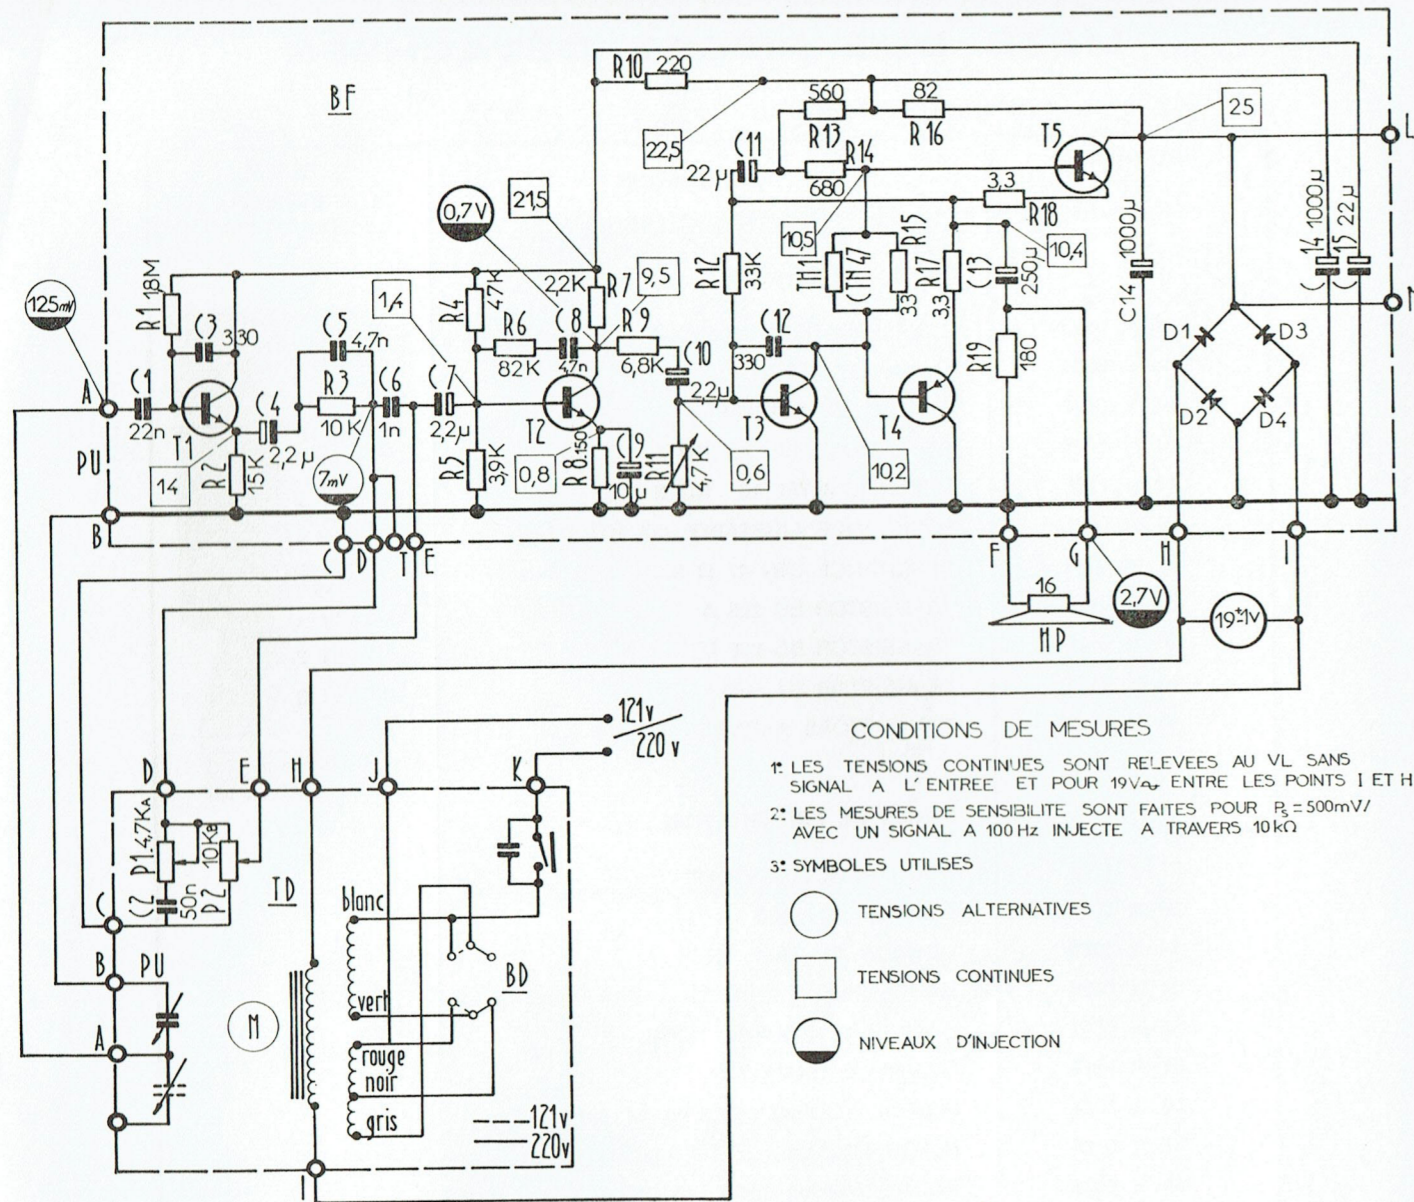 BF
R10 220
560
R13
82
R16
25
L
22,5
C11
22µ
R14
680
T5
3,3
R18
0,7V
21,5
10,5
R15
10,4
1000µ
C14
1000µ
C15 22µ
R12
33K
TH1
CTN 47
33
R17
3,3
C13
250µ
R1
C3
330
C5
4,7n
1,4
R4
47K
R6
82K
C8
4,7n
2,2K
R7
9,5
R9
6,8K
C10
2,2µ
C12
330
R19
180
D1
D3
D2
D4
125mV
A
C1
22n
T1
C4
2,2µ
R3
10K
C6
1n
C7
2,2µ
T2
T3
T4
PU
14
R2
15K
7mV
R5
3,9K
0,8
R8
150
C9
10µ
R11
4,7K
0,6
10,2
B
C
D
T
E
F
G
H
I
16
HP
2,7V
19±1v
121v
220v
CONDITIONS DE MESURES
1°: LES TENSIONS CONTINUES SONT RELEVEES AU VL SANS
SIGNAL A L'ENTREE ET POUR 19V∿ ENTRE LES POINTS I ET H
2°: LES MESURES DE SENSIBILITE SONT FAITES POUR Ps = 500mV/
AVEC UN SIGNAL A 100 Hz INJECTE A TRAVERS 10kΩ
3°: SYMBOLES UTILISES
TENSIONS ALTERNATIVES
TENSIONS CONTINUES
NIVEAUX D'INJECTION
D
E
H
J
K
P1.4.7KA
10KB
C2
50n
P2
TD
C
B
PU
A
M
blanc
vert
rouge
noir
gris
BD
121v
220v
I